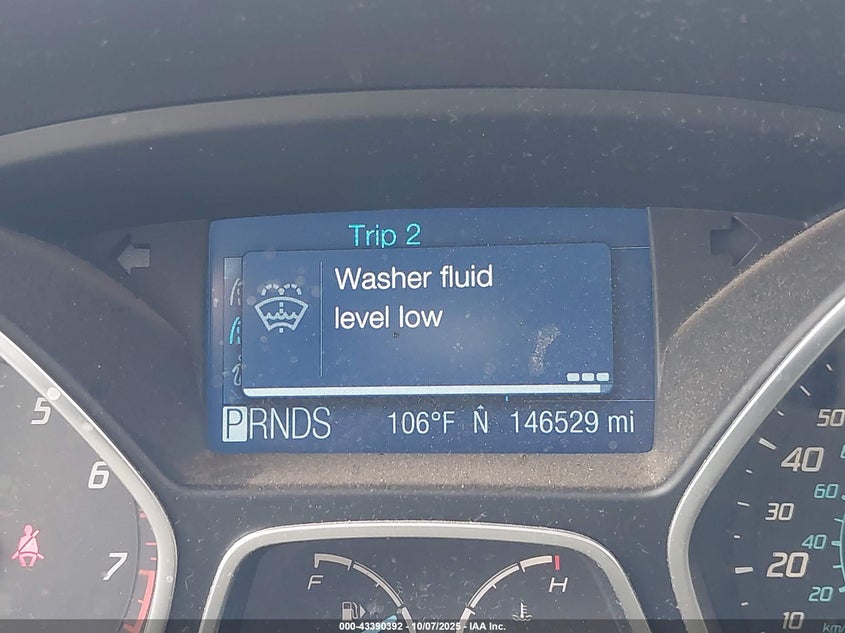 Trip 2
Washer fluid
level low
PRNDS 106°F N̂ 146529 mi
5
6
7
F
H
50
40
60
30
40
20
20
10
km/
000-43390392 - 10/07/2025 - IAA Inc.